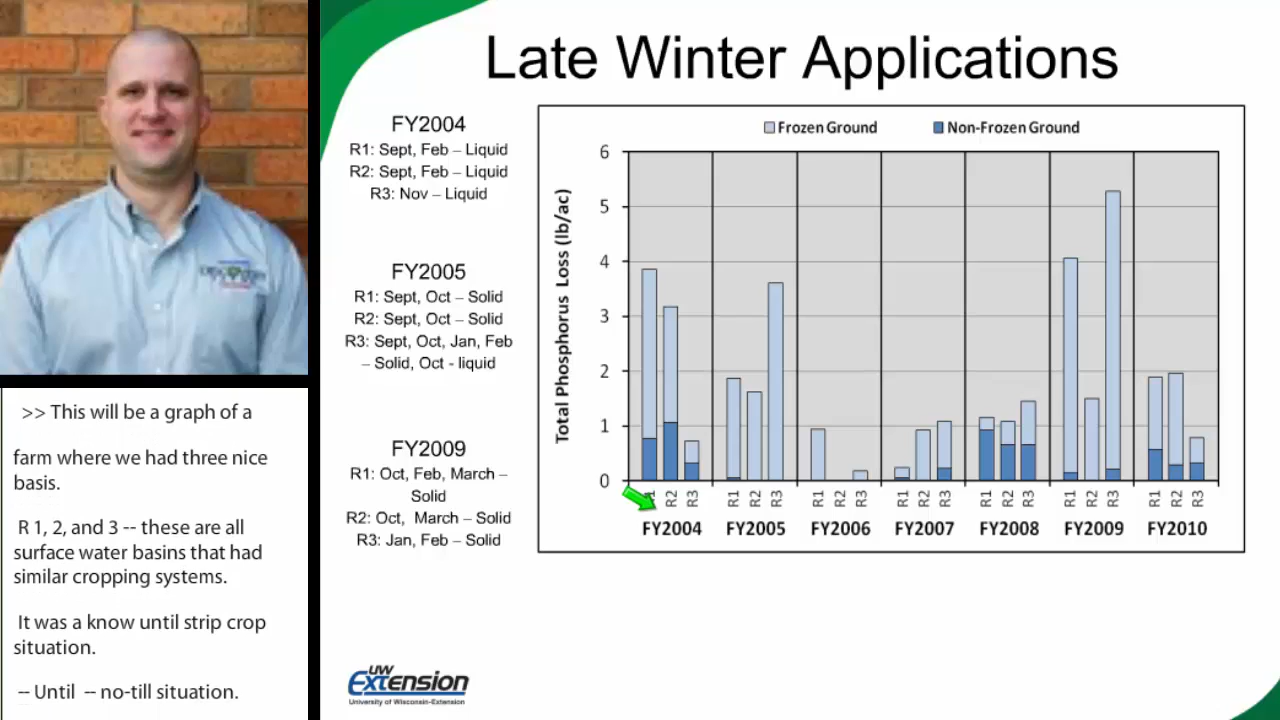 Late Winter Applications
FY2004
R1: Sept, Feb – Liquid
R2: Sept, Feb – Liquid
R3: Nov – Liquid
FY2005
R1: Sept, Oct – Solid
R2: Sept, Oct – Solid
R3: Sept, Oct, Jan, Feb
– Solid, Oct - liquid
FY2009
R1: Oct, Feb, March –
Solid
R2: Oct, March – Solid
R3: Jan, Feb – Solid
Frozen Ground Non-Frozen Ground
Total Phosphorus Loss (lb/ac)
6
5
4
3
2
1
0
R2 R3 R1 R2 R3 R1 R2 R3 R1 R2 R3 R1 R2 R3 R1 R2 R3 R1 R2 R3
FY2004 FY2005 FY2006 FY2007 FY2008 FY2009 FY2010
UW
Extension
University of Wisconsin-Extension
>> This will be a graph of a
farm where we had three nice
basis.
R 1, 2, and 3 -- these are all
surface water basins that had
similar cropping systems.
It was a know until strip crop
situation.
-- Until -- no-till situation.